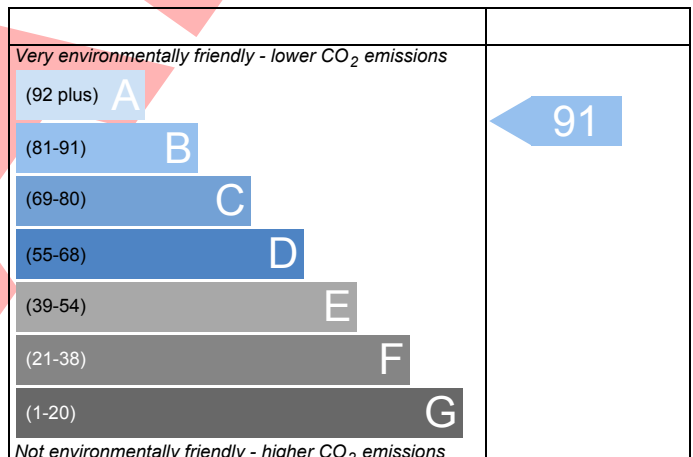 Very environmentally friendly - lower CO2 emissions
(92 plus) A
91
(81-91) B
(69-80) C
(55-68) D
(39-54) E
(21-38) F
(1-20) G
Not environmentally friendly - higher CO2 emissions